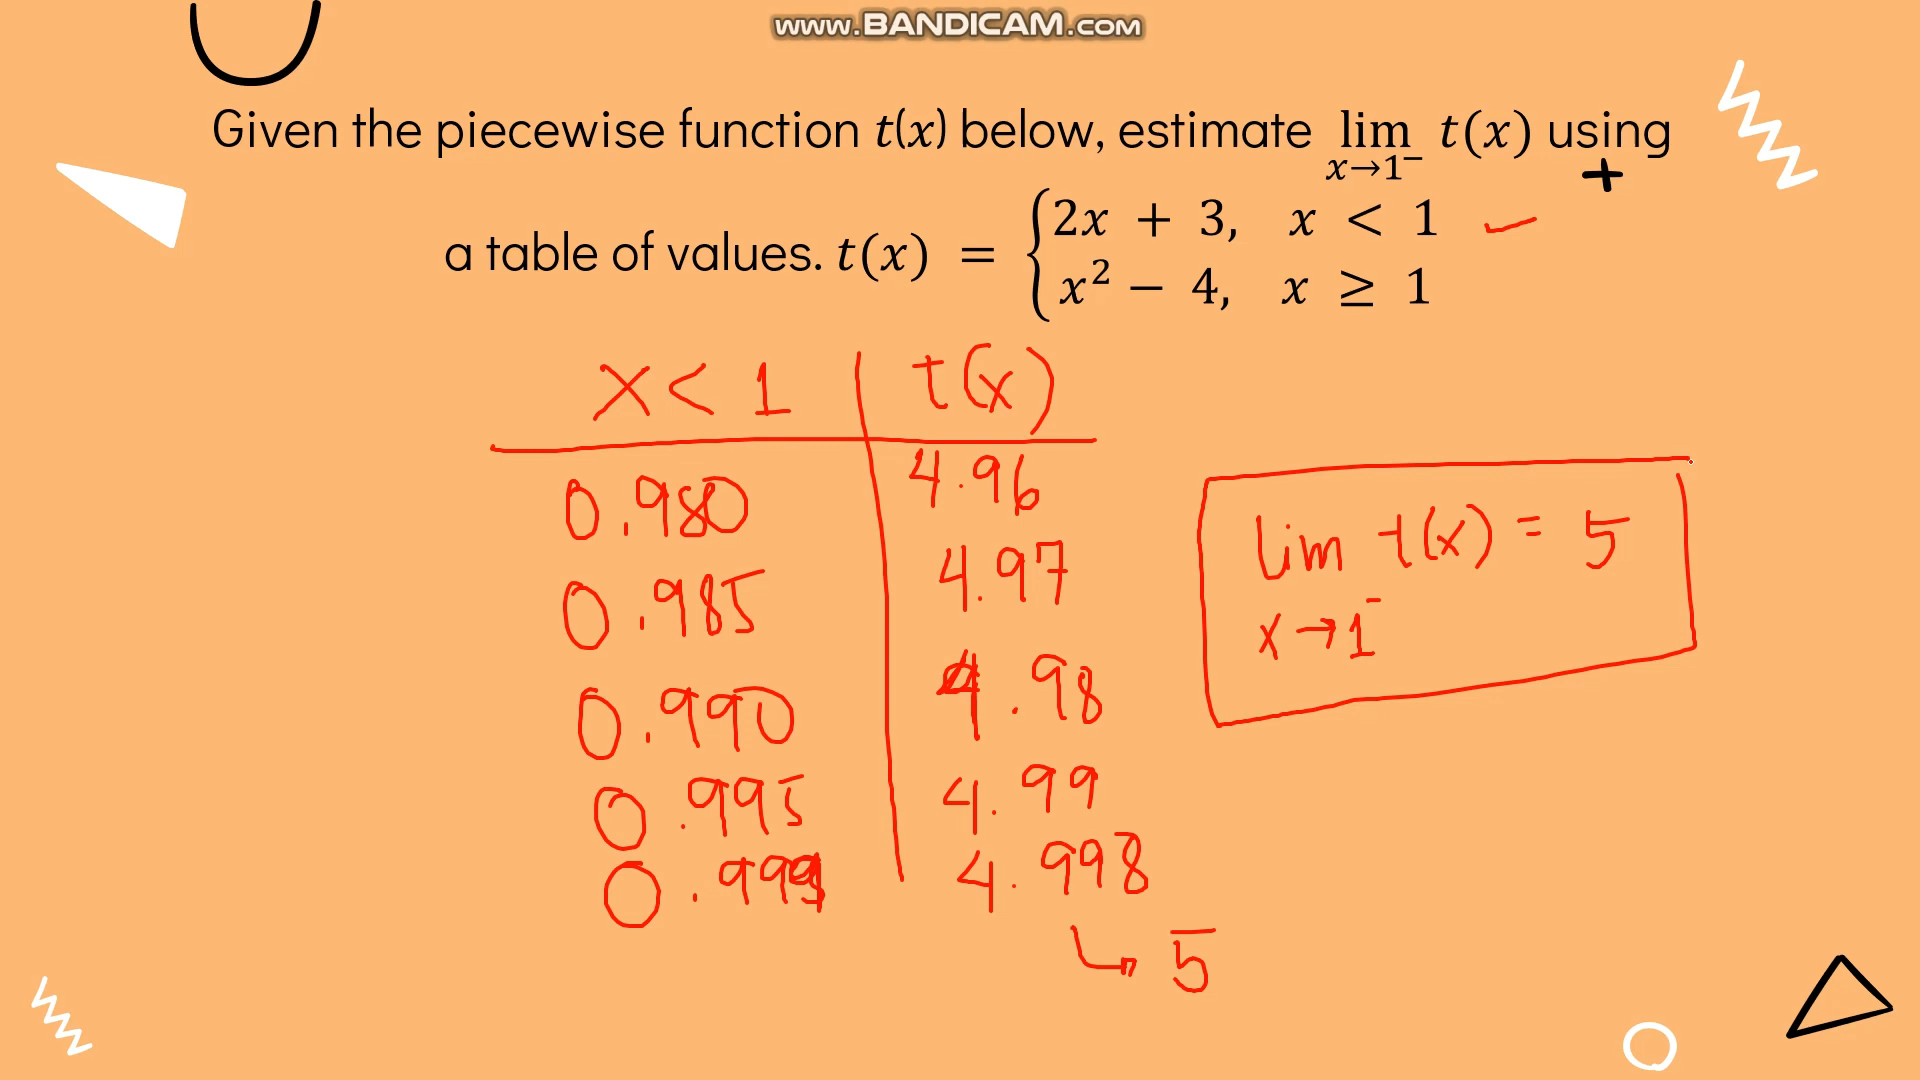 www.BANDICAM.com
Given the piecewise function t(x) below, estimate lim t(x) using
x→1⁻
a table of values. t(x) = { 2x + 3, x < 1
x² − 4, x ≥ 1
x < 1 | t(x)
0.980 4.96
0.985 4.97
0.990 4.98
0.995 4.99
0.999 4.998
↳ 5
lim t(x) = 5
x→1⁻